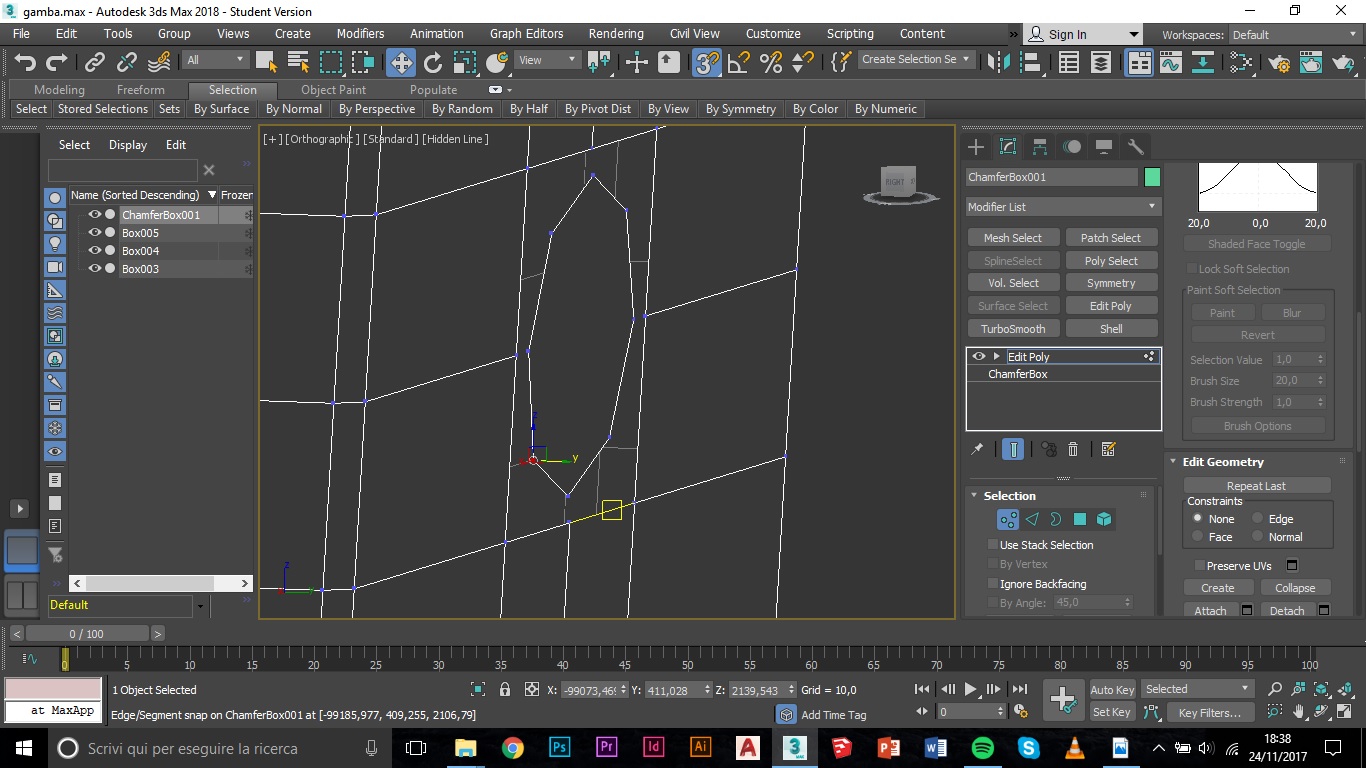 gamba.max - Autodesk 3ds Max 2018 - Student Version
File Edit Tools Group Views Create Modifiers Animation Graph Editors Rendering Civil View Customize Scripting Content » Sign In Workspaces: Default
All View Create Selection Se
Modeling Freeform Selection Object Paint Populate
Select Stored Selections Sets By Surface By Normal By Perspective By Random By Half By Pivot Dist By View By Symmetry By Color By Numeric
Select Display Edit
Name (Sorted Descending) ▼ Frozen
ChamferBox001
Box005
Box004
Box003
Default
[+] [Orthographic ] [Standard ] [Hidden Line ]
RIGHT
z
y
z
ChamferBox001
Modifier List
Mesh Select Patch Select
SplineSelect Poly Select
Vol. Select Symmetry
Surface Select Edit Poly
TurboSmooth Shell
Edit Poly
ChamferBox
Selection
Use Stack Selection
By Vertex
Ignore Backfacing
By Angle: 45,0
20,0 0,0 20,0
Shaded Face Toggle
Lock Soft Selection
Paint Soft Selection
Paint Blur
Revert
Selection Value 1,0
Brush Size 20,0
Brush Strength 1,0
Brush Options
Edit Geometry
Repeat Last
Constraints
None Edge
Face Normal
Preserve UVs
Create Collapse
Attach Detach
< 0 / 100 >
0 5 10 15 20 25 30 35 40 45 50 55 60 65 70 75 80 85 90 95 100
1 Object Selected X: -99073,469 Y: 411,028 Z: 2139,543 Grid = 10,0 Auto Key Selected
at MaxApp Edge/Segment snap on ChamferBox001 at [-99185,977, 409,255, 2106,79] Add Time Tag 0 Set Key Key Filters...
Scrivi qui per eseguire la ricerca Ps Pr Id Ai A 3 MAX P W S 18:38
24/11/2017